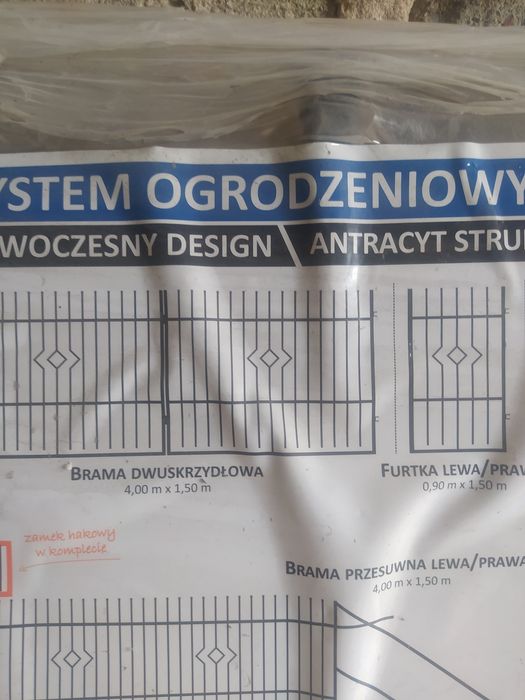 YSTEM OGRODZENIOWY
WOCZESNY DESIGN \ ANTRACYT STRU
BRAMA DWUSKRZYDŁOWA
4,00 m x 1,50 m
FURTKA LEWA/PRAW
0,90 m x 1,50 m
zamek hakowy
w komplecie
BRAMA PRZESUWNA LEWA/PRAWA
4,00 m x 1,50 m